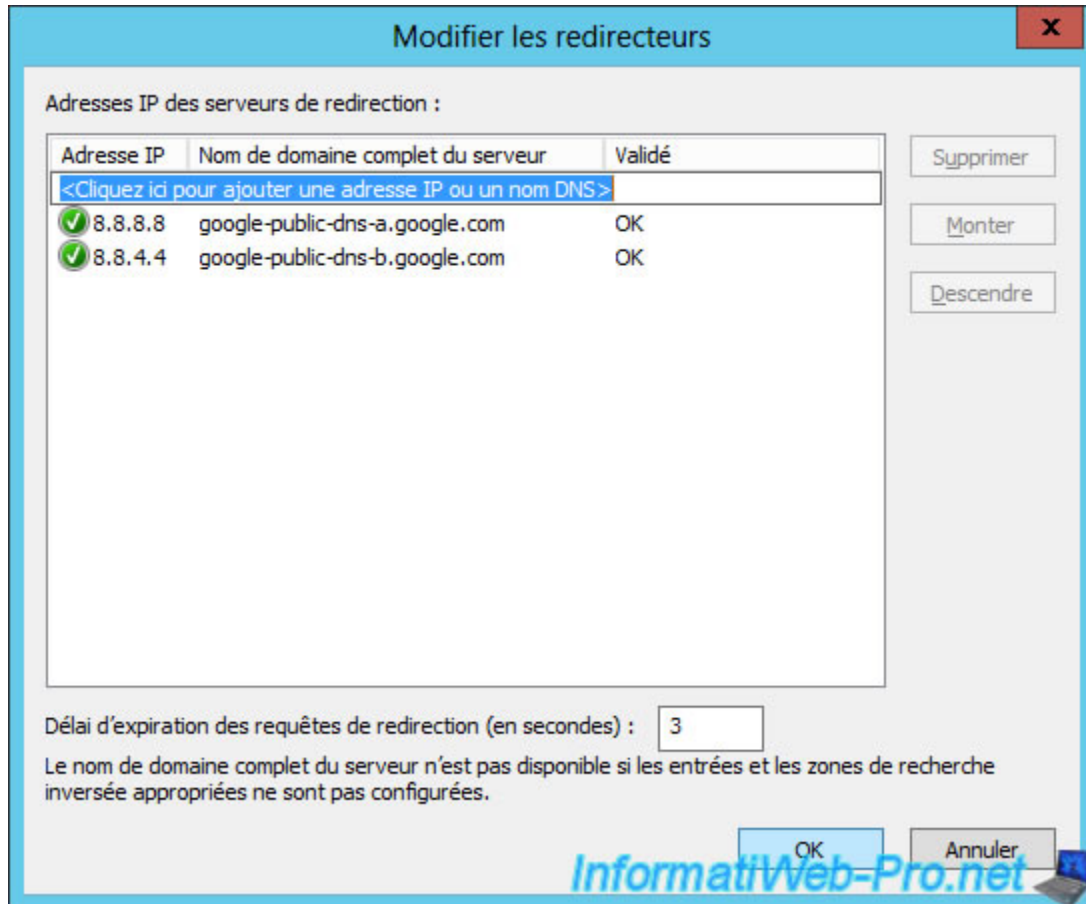 Modifier les redirecteurs
x
Adresses IP des serveurs de redirection :
Adresse IP Nom de domaine complet du serveur Validé
<Cliquez ici pour ajouter une adresse IP ou un nom DNS>
8.8.8.8 google-public-dns-a.google.com OK
8.8.4.4 google-public-dns-b.google.com OK
Supprimer
Monter
Descendre
Délai d’expiration des requêtes de redirection (en secondes) : 3
Le nom de domaine complet du serveur n’est pas disponible si les entrées et les zones de recherche
inversée appropriées ne sont pas configurées.
OK Annuler
InformatiWeb-Pro.net